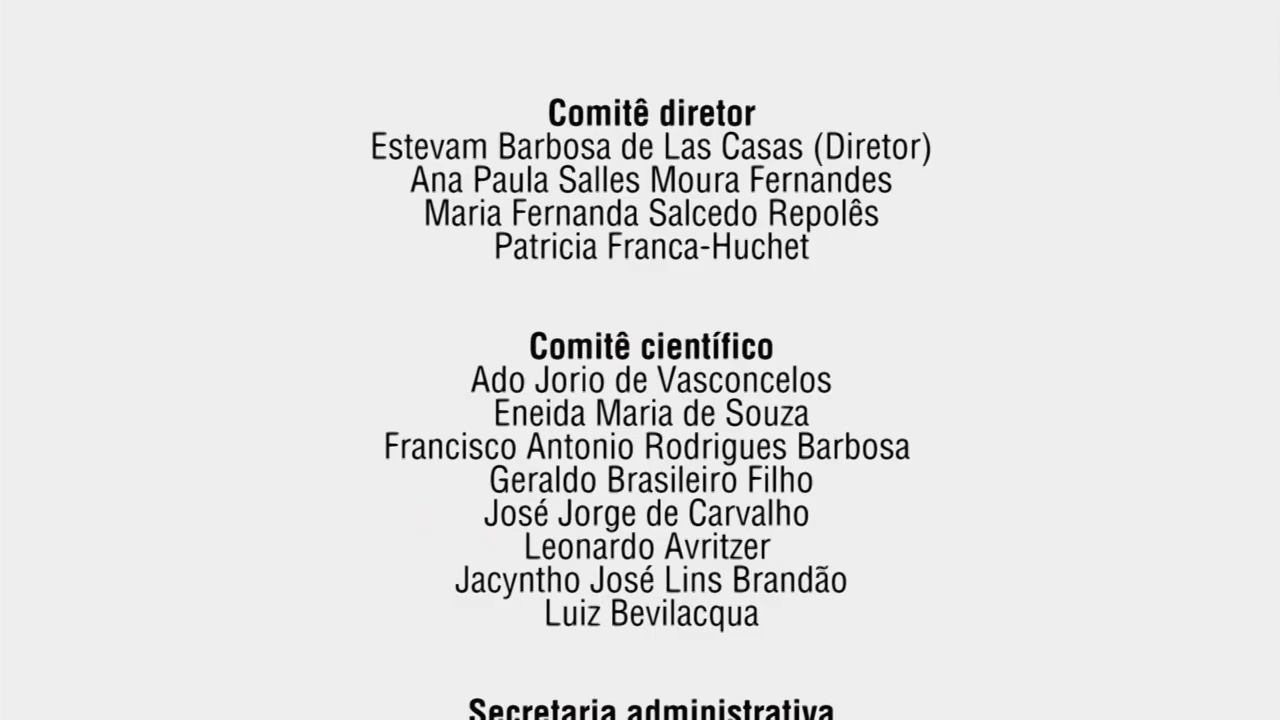 Comitê diretor
Estevam Barbosa de Las Casas (Diretor)
Ana Paula Salles Moura Fernandes
Maria Fernanda Salcedo Repolês
Patricia Franca-Huchet
Comitê científico
Ado Jorio de Vasconcelos
Eneida Maria de Souza
Francisco Antonio Rodrigues Barbosa
Geraldo Brasileiro Filho
José Jorge de Carvalho
Leonardo Avritzer
Jacyntho José Lins Brandão
Luiz Bevilacqua
Secretaria administrativa